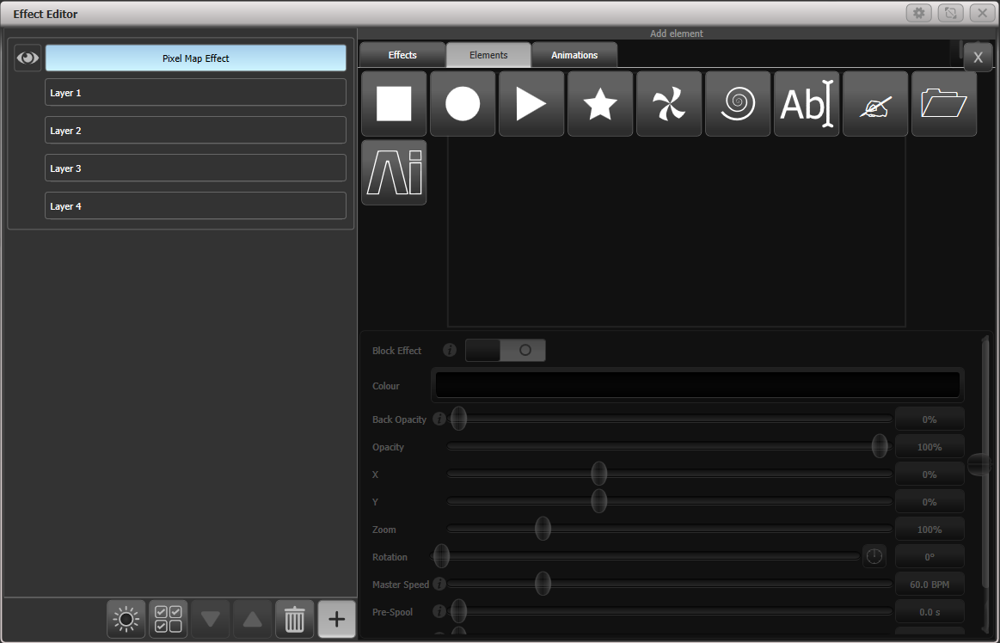 Effect Editor
Add element
Pixel Map Effect
Layer 1
Layer 2
Layer 3
Layer 4
Effects
Elements
Animations
X
Ab
Ai
Block Effect
Colour
Back Opacity
0%
Opacity
100%
X
0%
Y
0%
Zoom
100%
Rotation
0°
Master Speed
60.0 BPM
Pre-Spool
0.0 s